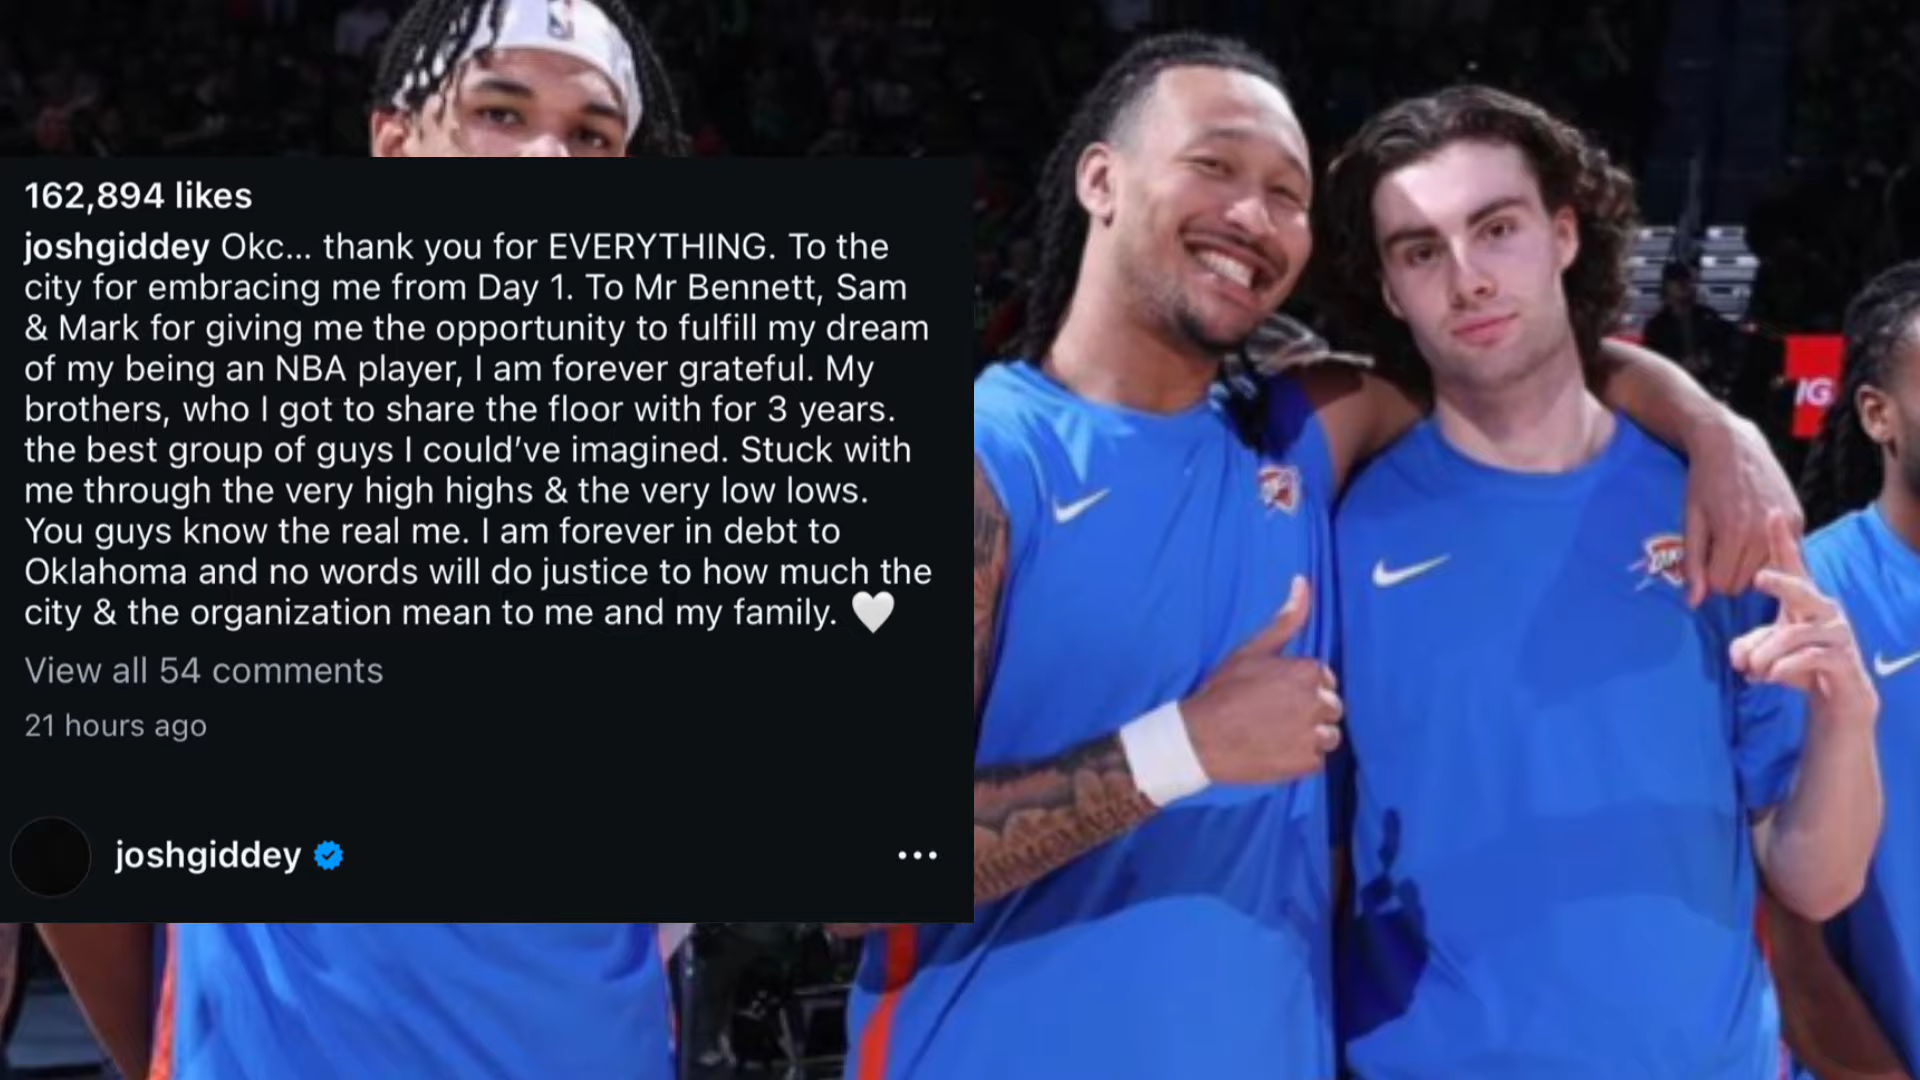 162,894 likes
joshgiddey Okc... thank you for EVERYTHING. To the
city for embracing me from Day 1. To Mr Bennett, Sam
& Mark for giving me the opportunity to fulfill my dream
of my being an NBA player, I am forever grateful. My
brothers, who I got to share the floor with for 3 years.
the best group of guys I could’ve imagined. Stuck with
me through the very high highs & the very low lows.
You guys know the real me. I am forever in debt to
Oklahoma and no words will do justice to how much the
city & the organization mean to me and my family. 🤍
View all 54 comments
21 hours ago
joshgiddey
IG
OKC